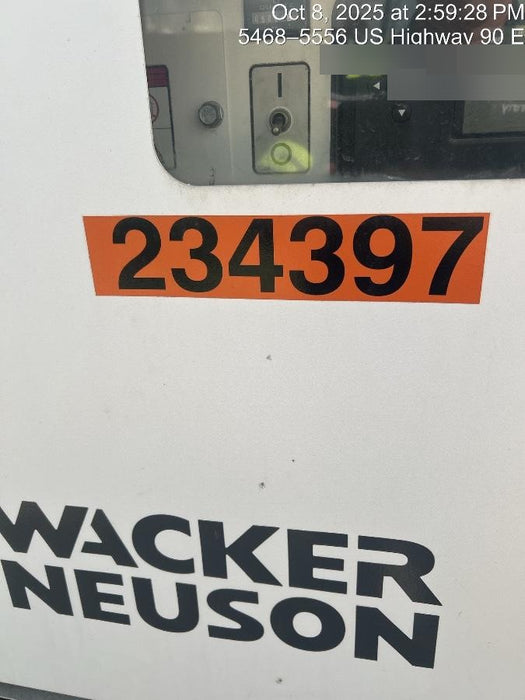 Oct 8, 2025 at 2:59:28 PM
5468–5556 US Highway 90 E
234397
WACKER
NEUSON